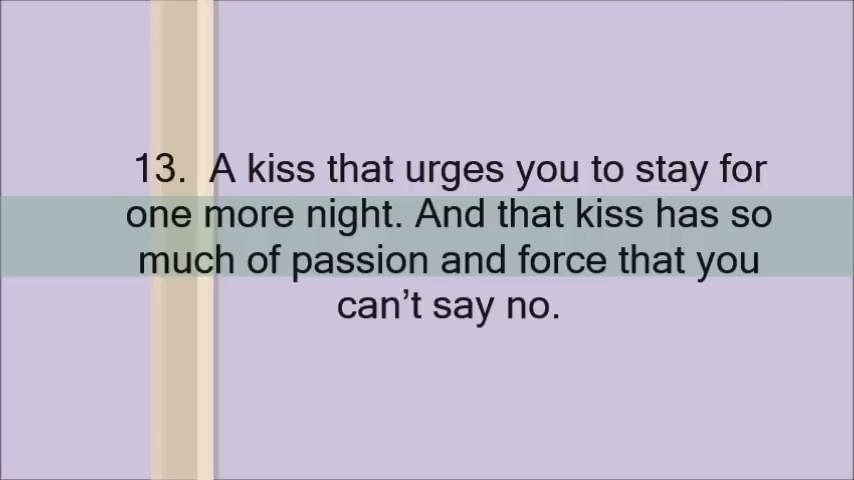 13.  A kiss that urges you to stay for
one more night. And that kiss has so
much of passion and force that you
can’t say no.